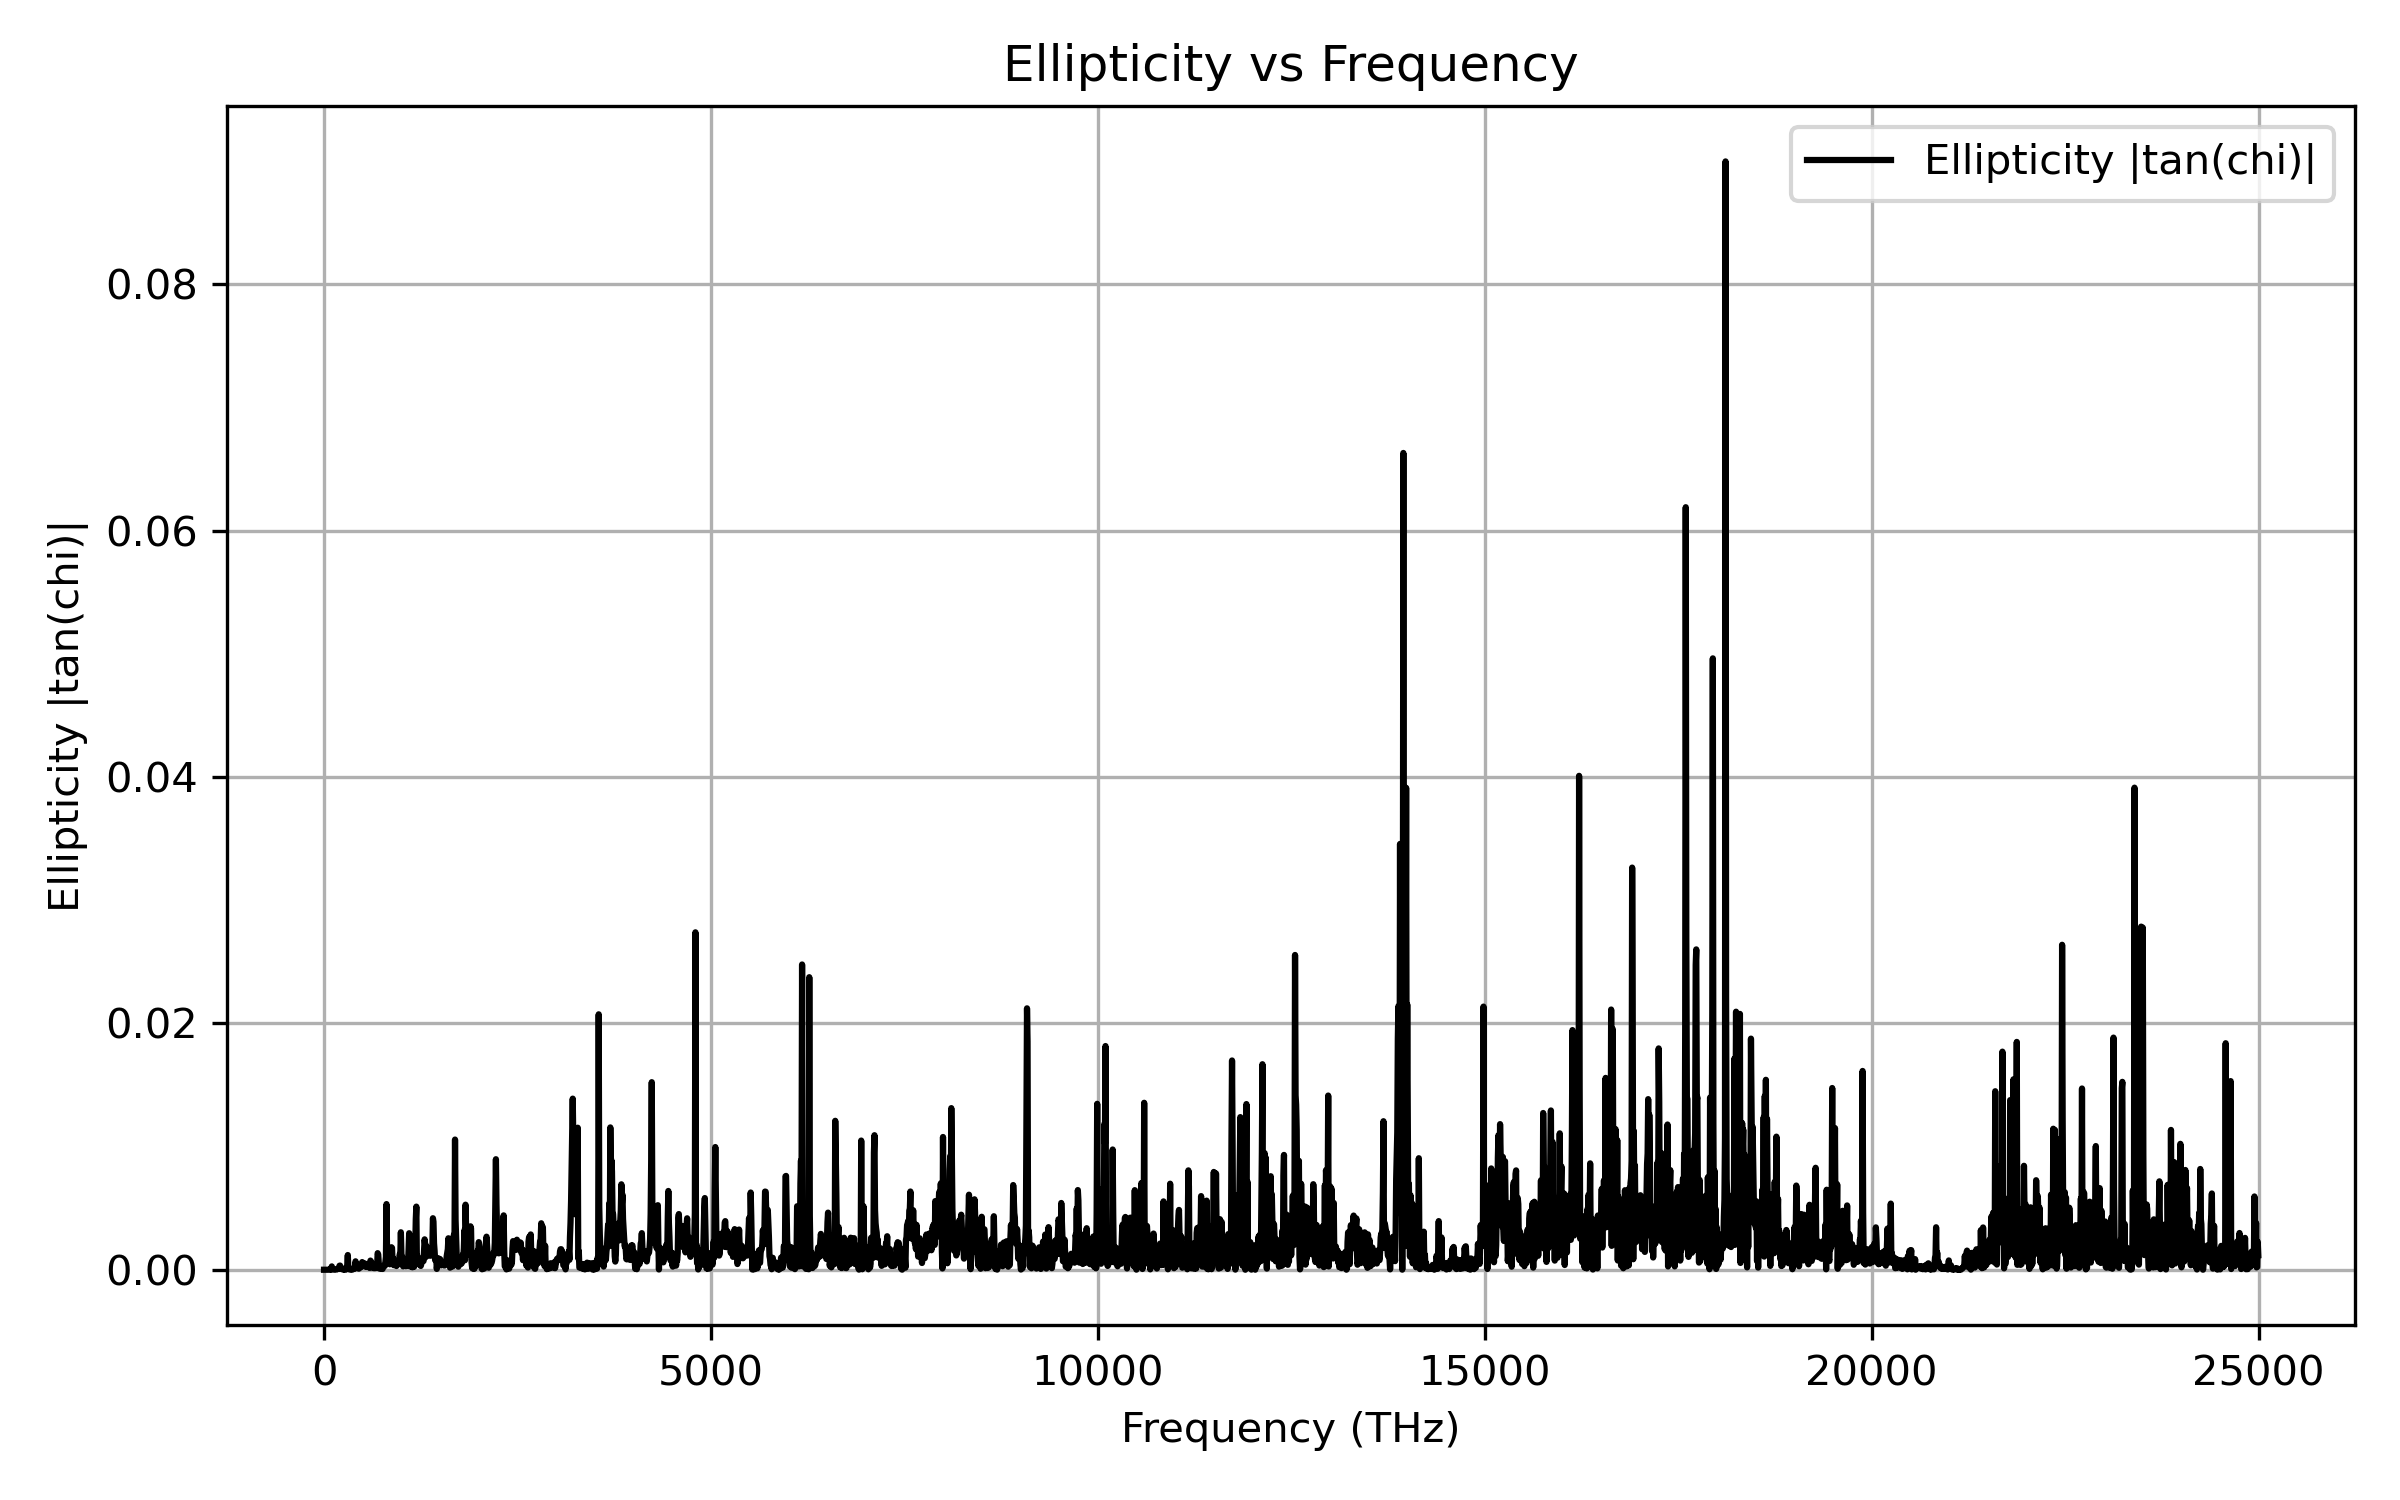 Ellipticity vs Frequency
Ellipticity |tan(chi)|
Ellipticity |tan(chi)|
0.08
0.06
0.04
0.02
0.00
0 5000 10000 15000 20000 25000
Frequency (THz)